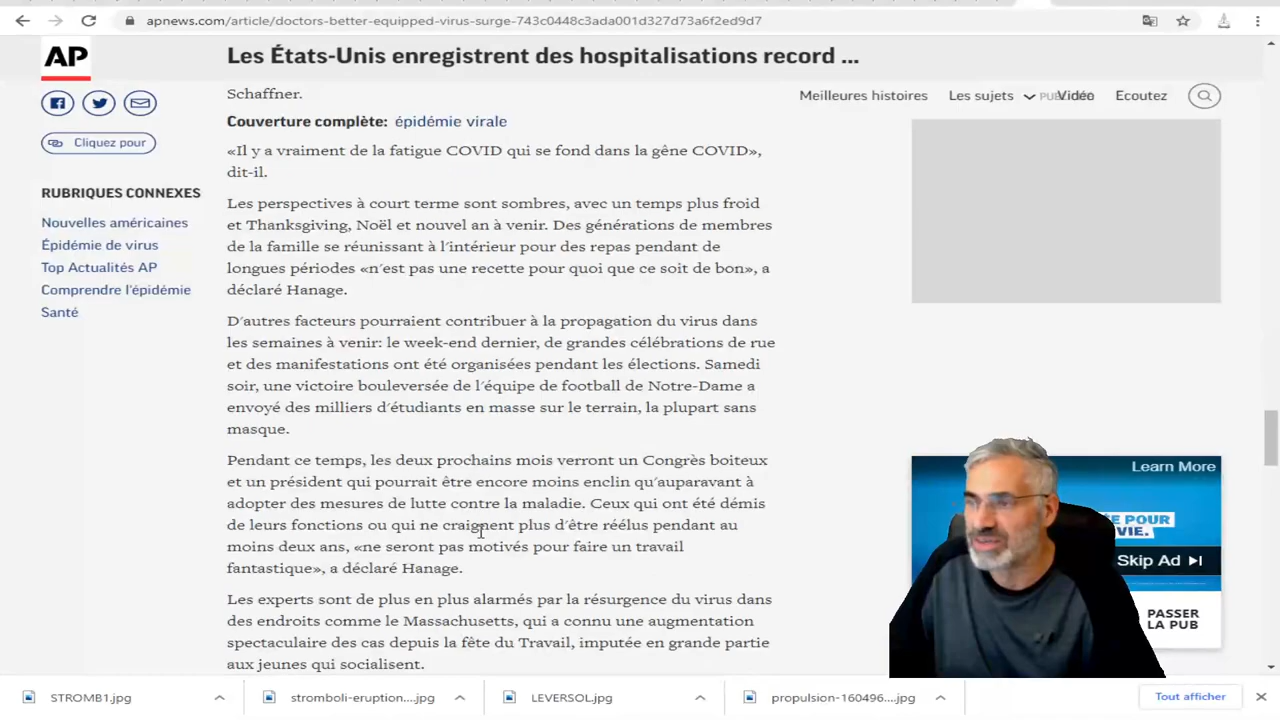 apnews.com/article/doctors-better-equipped-virus-surge-743c0448c3ada001d327d73a6f2ed9d7
AP
Les États-Unis enregistrent des hospitalisations record ...
Meilleures histoires
Les sujets
Vidéo
Ecoutez
Cliquez pour
RUBRIQUES CONNEXES
Nouvelles américaines
Épidémie de virus
Top Actualités AP
Comprendre l'épidémie
Santé
Schaffner.
Couverture complète: épidémie virale
«Il y a vraiment de la fatigue COVID qui se fond dans la gêne COVID»,
dit-il.
Les perspectives à court terme sont sombres, avec un temps plus froid
et Thanksgiving, Noël et nouvel an à venir. Des générations de membres
de la famille se réunissant à l'intérieur pour des repas pendant de
longues périodes «n'est pas une recette pour quoi que ce soit de bon», a
déclaré Hanage.
D'autres facteurs pourraient contribuer à la propagation du virus dans
les semaines à venir: le week-end dernier, de grandes célébrations de rue
et des manifestations ont été organisées pendant les élections. Samedi
soir, une victoire bouleversée de l'équipe de football de Notre-Dame a
envoyé des milliers d'étudiants en masse sur le terrain, la plupart sans
masque.
Pendant ce temps, les deux prochains mois verront un Congrès boiteux
et un président qui pourrait être encore moins enclin qu'auparavant à
adopter des mesures de lutte contre la maladie. Ceux qui ont été démis
de leurs fonctions ou qui ne craignent plus d'être réélus pendant au
moins deux ans, «ne seront pas motivés pour faire un travail
fantastique», a déclaré Hanage.
Les experts sont de plus en plus alarmés par la résurgence du virus dans
des endroits comme le Massachusetts, qui a connu une augmentation
spectaculaire des cas depuis la fête du Travail, imputée en grande partie
aux jeunes qui socialisent.
Learn More
POUR
VIE.
Skip Ad
PASSER
LA PUB
STROMB1.jpg
stromboli-eruption....jpg
LEVERSOL.jpg
propulsion-160496....jpg
Tout afficher